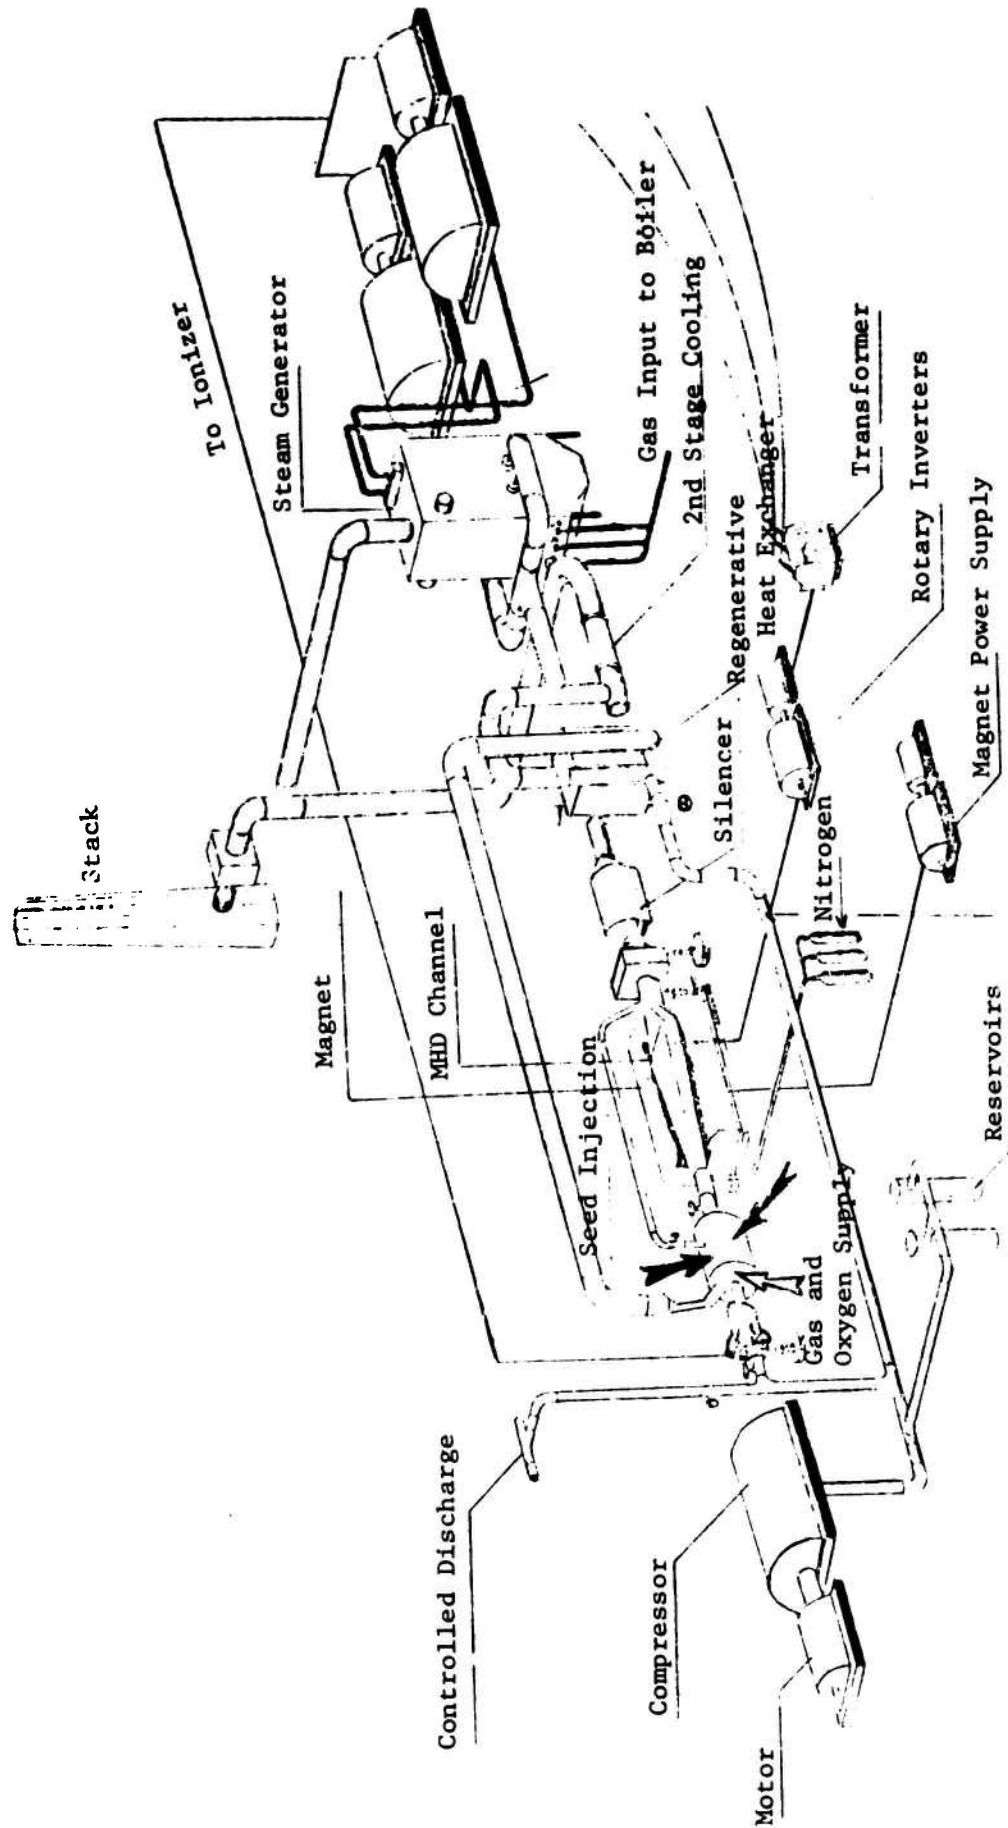 Stack
To Ionizer
Steam Generator
Magnet
MHD Channel
Controlled Discharge
Gas Input to Boiler
2nd Stage Cooling
Regenerative
Heat Exchanger
Silencer
Seed Injection
Transformer
Rotary Inverters
Magnet Power Supply
Nitrogen
Gas and
Oxygen Supply
Reservoirs
Compressor
Motor